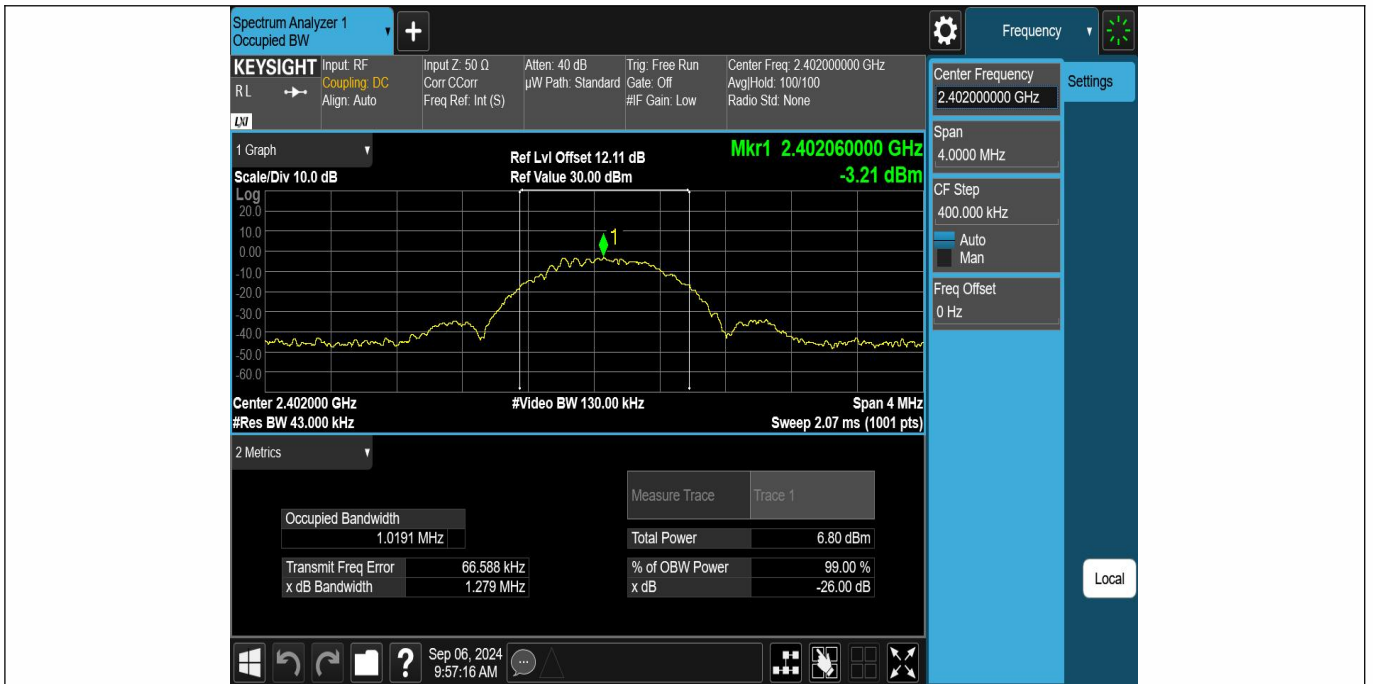 Spectrum Analyzer 1
Occupied BW
+
Frequency
KEYSIGHT
RL
LXI
Input: RF
Coupling: DC
Align: Auto
Input Z: 50 Ω
Corr CCorr
Freq Ref: Int (S)
Atten: 40 dB
µW Path: Standard
Trig: Free Run
Gate: Off
#IF Gain: Low
Center Freq: 2.402000000 GHz
Avg|Hold: 100/100
Radio Std: None
Center Frequency
2.402000000 GHz
Settings
Span
4.0000 MHz
CF Step
400.000 kHz
Auto
Man
Freq Offset
0 Hz
Local
1 Graph
Scale/Div 10.0 dB
Ref Lvl Offset 12.11 dB
Ref Value 30.00 dBm
Mkr1 2.402060000 GHz
-3.21 dBm
Log
20.0
10.0
0.00
-10.0
-20.0
-30.0
-40.0
-50.0
-60.0
1
Center 2.402000 GHz
#Video BW 130.00 kHz
Span 4 MHz
#Res BW 43.000 kHz
Sweep 2.07 ms (1001 pts)
2 Metrics
Measure Trace Trace 1
Occupied Bandwidth
1.0191 MHz
Total Power 6.80 dBm
Transmit Freq Error 66.588 kHz
% of OBW Power 99.00 %
x dB Bandwidth 1.279 MHz
x dB -26.00 dB
?
Sep 06, 2024
9:57:16 AM